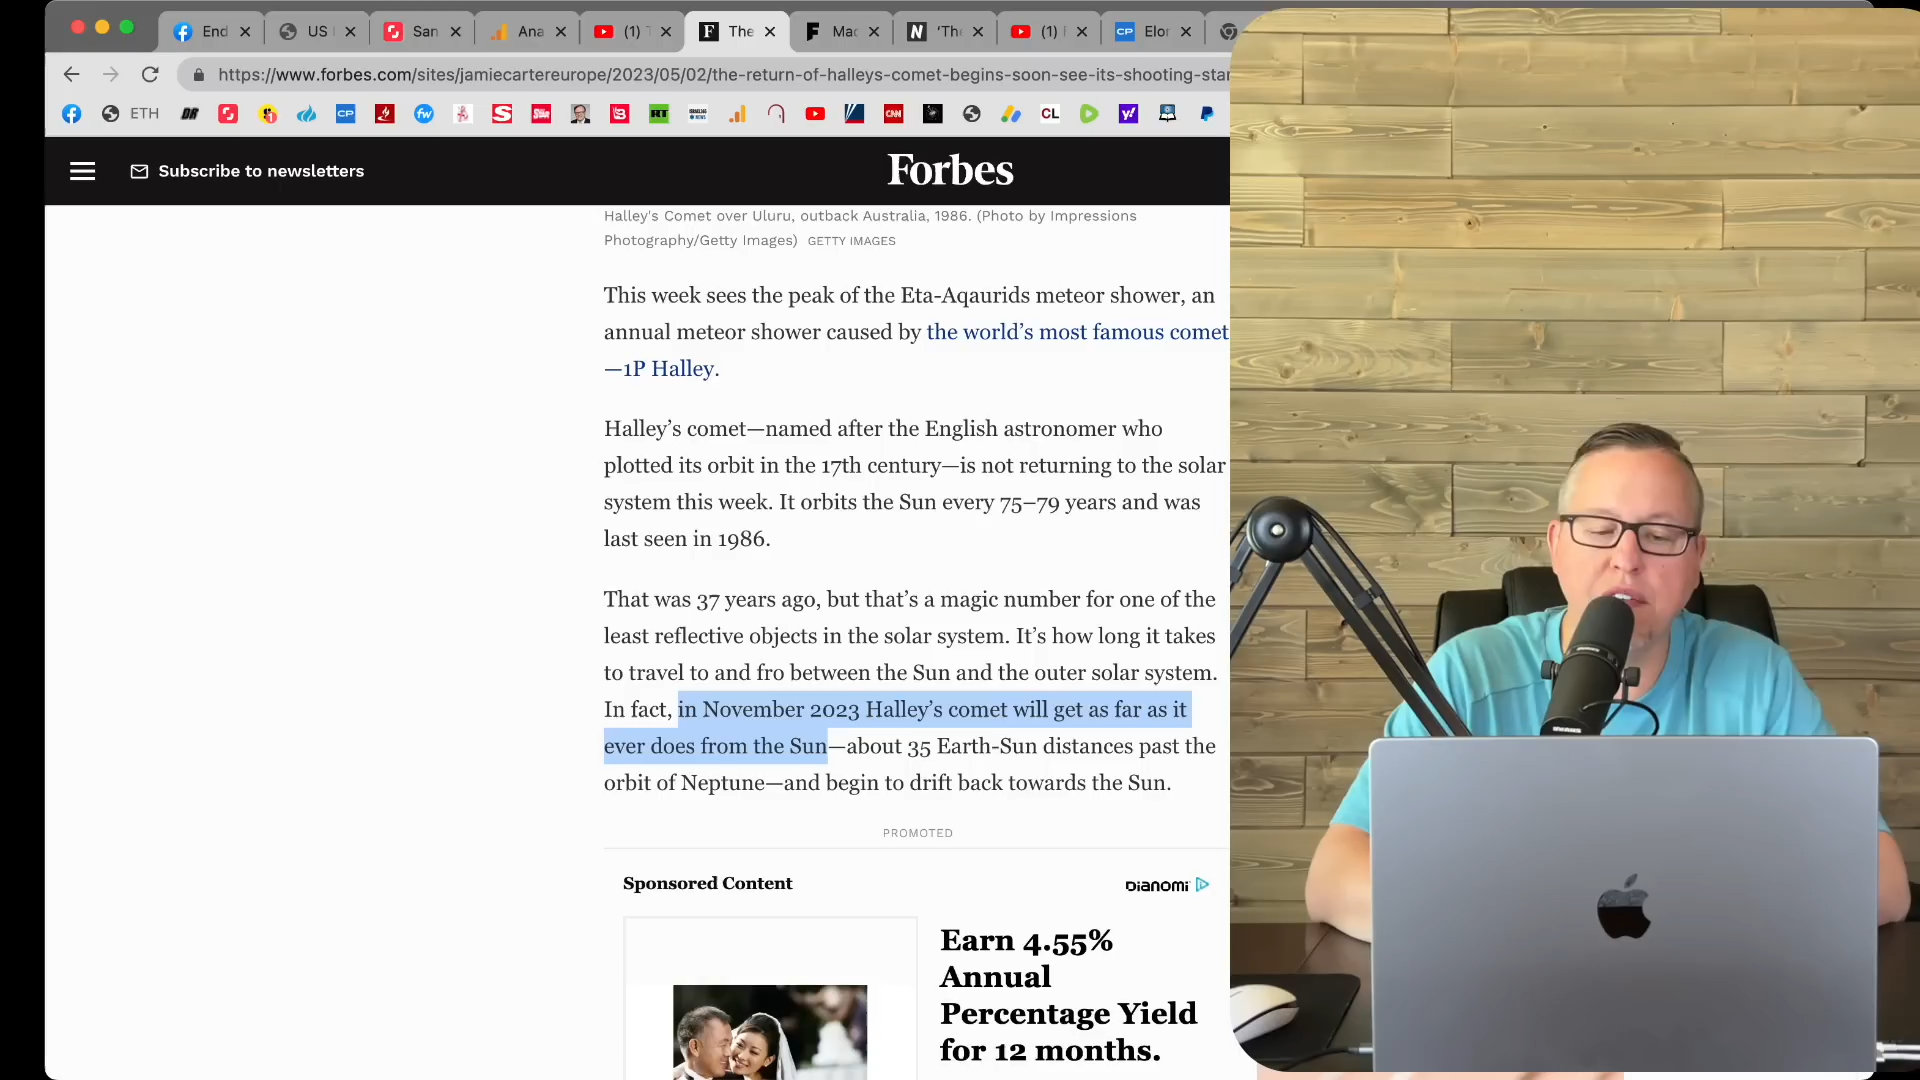 End
US
San
Ana
(1) T
The
Mac
'The
(1)
Elor
https://www.forbes.com/sites/jamiecartereurope/2023/05/02/the-return-of-halleys-comet-begins-soon-see-its-shooting-star
ETH
Subscribe to newsletters
Forbes
Halley's Comet over Uluru, outback Australia, 1986. (Photo by Impressions
Photography/Getty Images) GETTY IMAGES
This week sees the peak of the Eta-Aqaurids meteor shower, an
annual meteor shower caused by the world’s most famous comet
—1P Halley.
Halley’s comet—named after the English astronomer who
plotted its orbit in the 17th century—is not returning to the solar
system this week. It orbits the Sun every 75–79 years and was
last seen in 1986.
That was 37 years ago, but that’s a magic number for one of the
least reflective objects in the solar system. It’s how long it takes
to travel to and fro between the Sun and the outer solar system.
In fact, in November 2023 Halley’s comet will get as far as it
ever does from the Sun—about 35 Earth-Sun distances past the
orbit of Neptune—and begin to drift back towards the Sun.
PROMOTED
Sponsored Content
DIANOMI
Earn 4.55%
Annual
Percentage Yield
for 12 months.